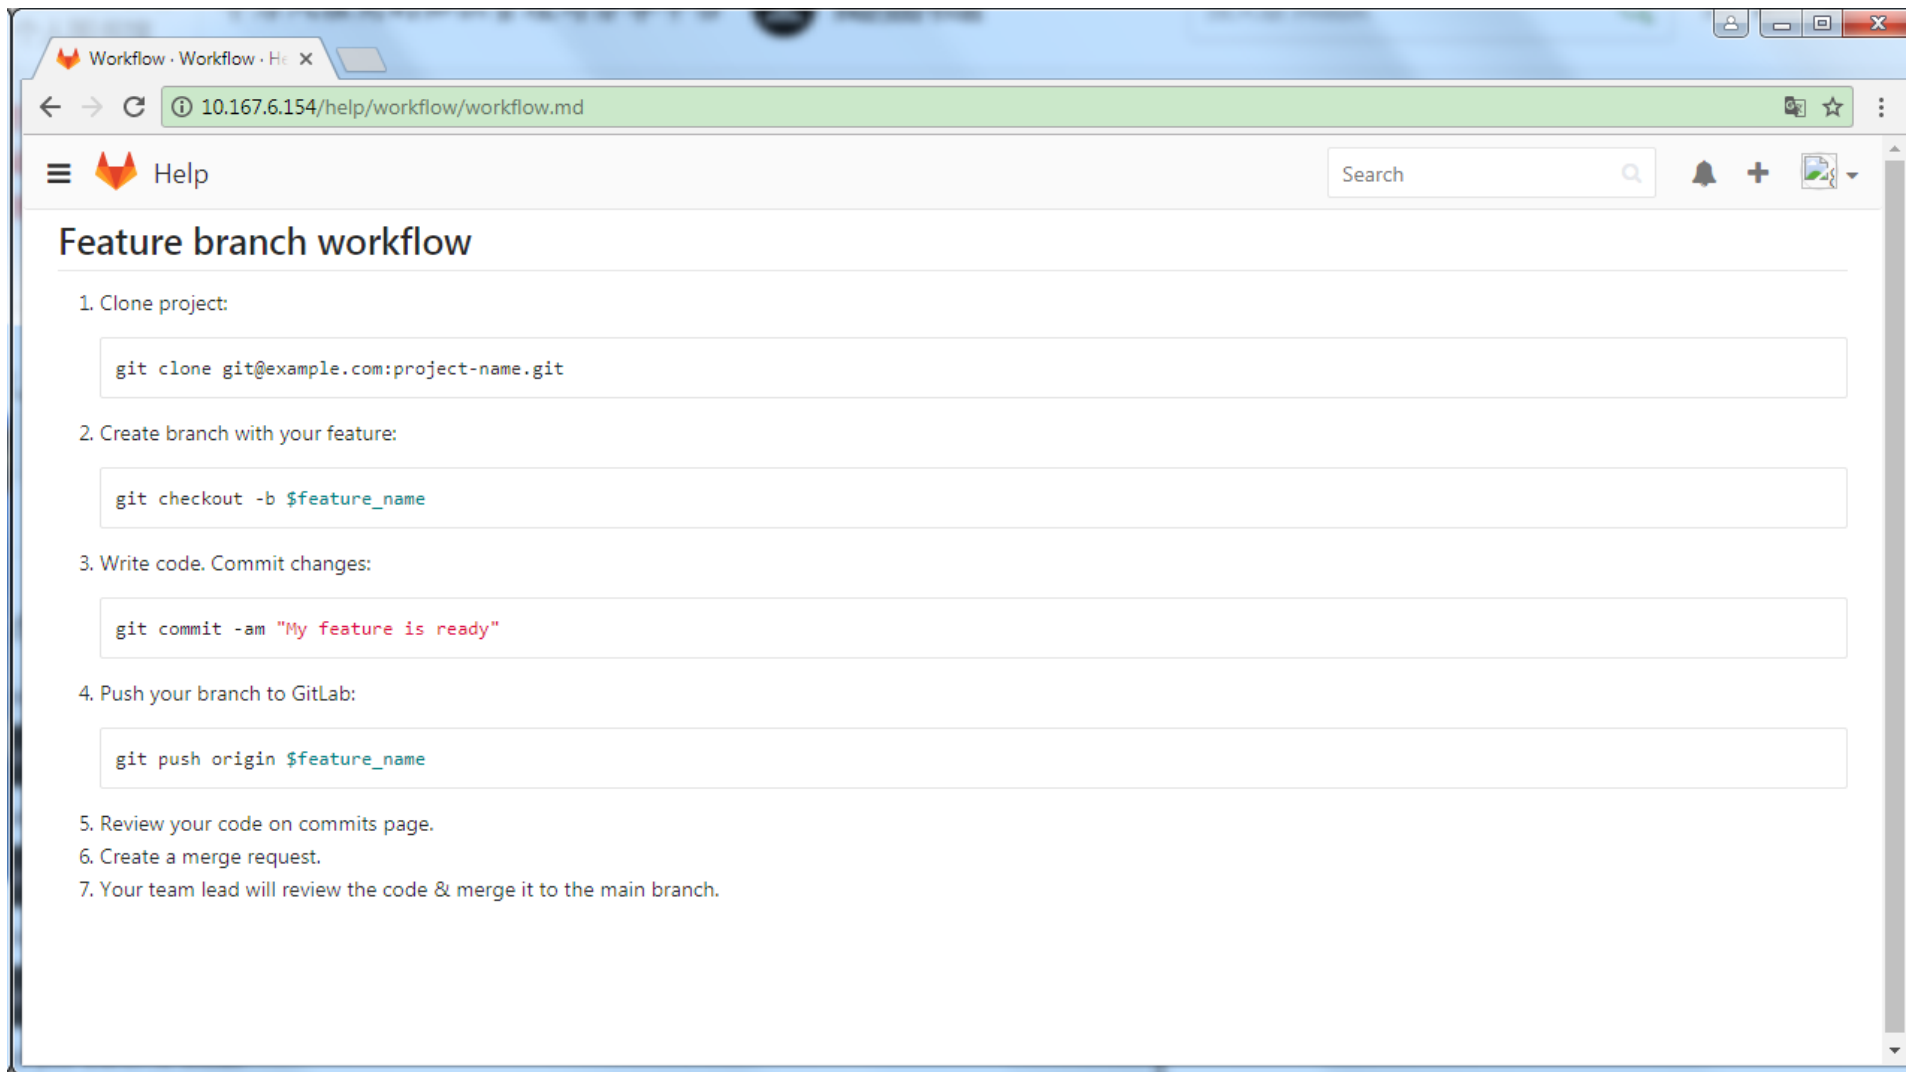 Workflow · Workflow · He
10.167.6.154/help/workflow/workflow.md
Help
Search
Feature branch workflow
1. Clone project:
git clone git@example.com:project-name.git
2. Create branch with your feature:
git checkout -b $feature_name
3. Write code. Commit changes:
git commit -am "My feature is ready"
4. Push your branch to GitLab:
git push origin $feature_name
5. Review your code on commits page.
6. Create a merge request.
7. Your team lead will review the code & merge it to the main branch.